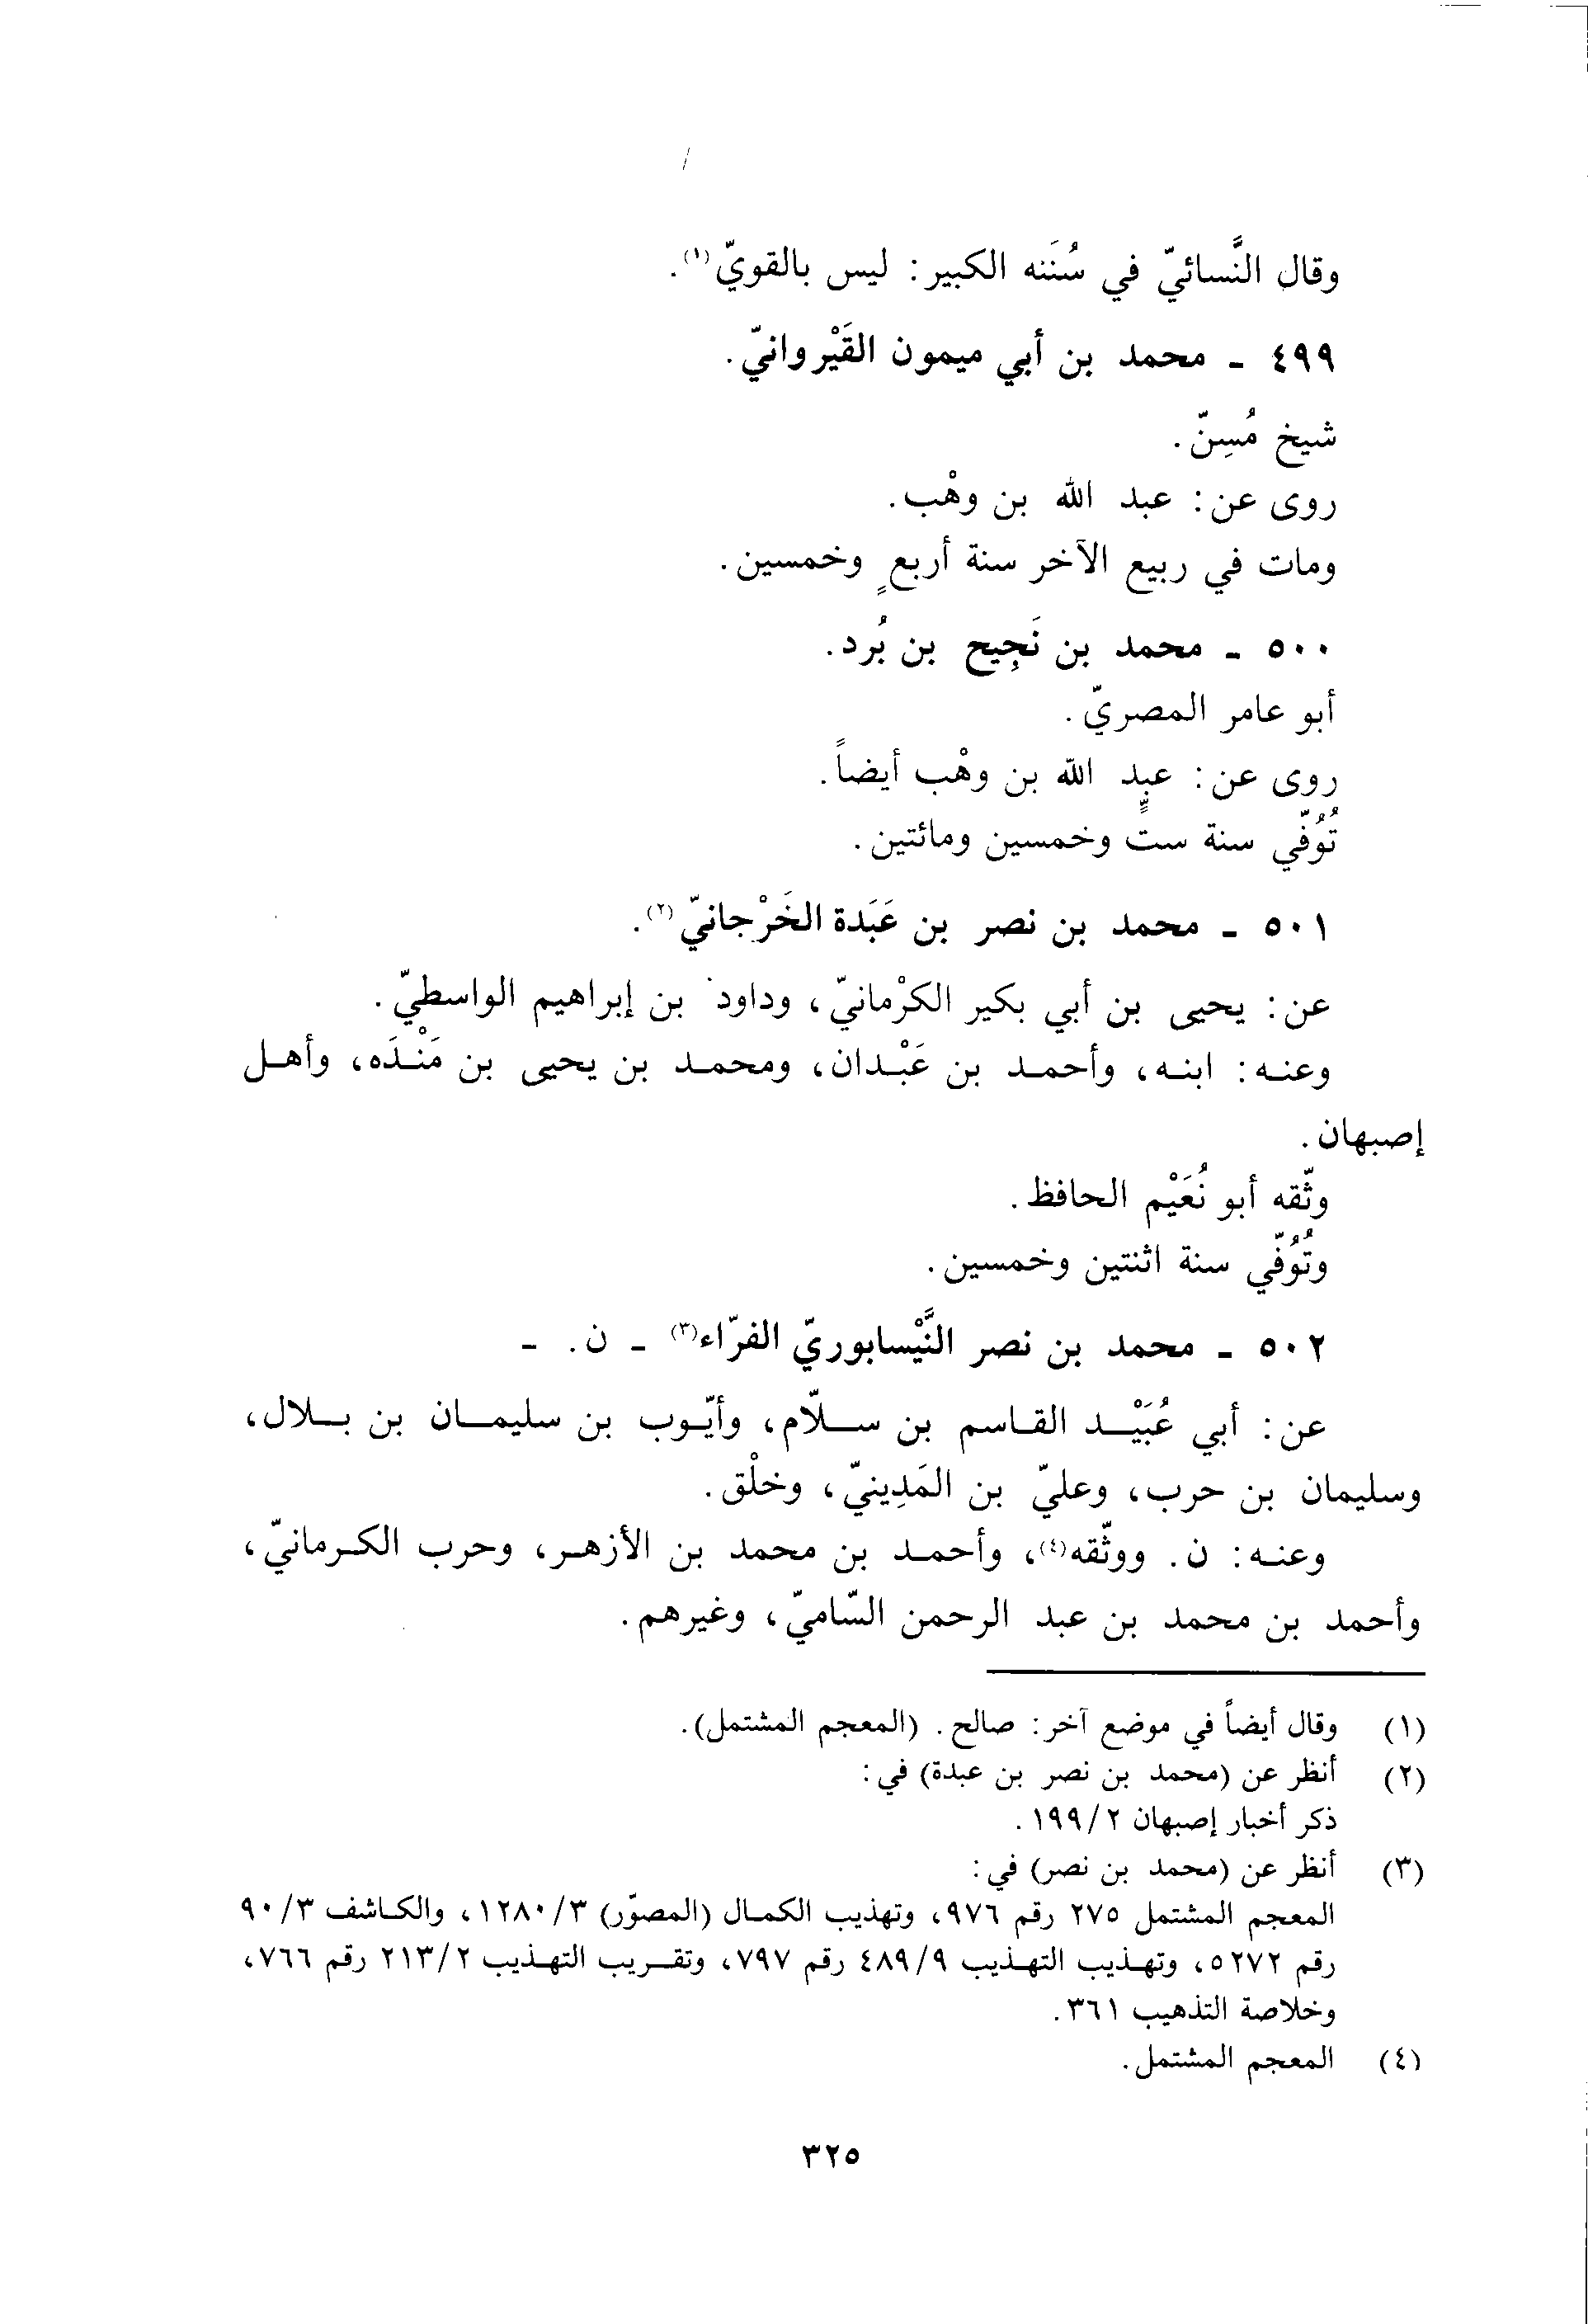 وقال النَّسائيّ في سُنَنه الكبير: ليس بالقويّ(١).
٤٩٩ ـ محمد بن أبي ميمون القَيْروانيّ.
شيخ مُسِنّ.
روى عن: عبد الله بن وهْب.
ومات في ربيع الآخر سنة أربعٍ وخمسين.
٥٠٠ ـ محمد بن نَجِيح بن بُرد.
أبو عامر المصريّ.
روى عن: عبد الله بن وهْب أيضاً.
تُوُفّي سنة ستٍّ وخمسين ومائتين.
٥٠١ ـ محمد بن نصر بن عَبَدة الخَرْجانيّ(٢).
عن: يحيى بن أبي بكير الكرْمانيّ، وداود بن إبراهيم الواسطيّ.
وعنه: ابنه، وأحمد بن عَبْدان، ومحمد بن يحيى بن مَنْدَه، وأهل
إصبهان.
وثّقه أبو نُعَيْم الحافظ.
وتُوُفّي سنة اثنتين وخمسين.
٥٠٢ ـ محمد بن نصر النَّيْسابوريّ الفرّاء(٣) ـ ن. ـ
عن: أبي عُبَيْد القاسم بن سلّام، وأيّوب بن سليمان بن بلال،
وسليمان بن حرب، وعليّ بن المَدِينيّ، وخلْق.
وعنه: ن. ووثّقه(٤)، وأحمد بن محمد بن الأزهر، وحرب الكرمانيّ،
وأحمد بن محمد بن عبد الرحمن السّاميّ، وغيرهم.
(١) وقال أيضاً في موضع آخر: صالح. (المعجم المشتمل).
(٢) أنظر عن (محمد بن نصر بن عبدة) في:
ذكر أخبار إصبهان ٢/١٩٩.
(٣) أنظر عن (محمد بن نصر) في:
المعجم المشتمل ٢٧٥ رقم ٩٧٦، وتهذيب الكمال (المصوّر) ٣/١٢٨٠، والكاشف ٣/٩٠
رقم ٥٢٧٢، وتهذيب التهذيب ٩/٤٨٩ رقم ٧٩٧، وتقريب التهذيب ٢/٢١٣ رقم ٧٦٦،
وخلاصة التذهيب ٣٦١.
(٤) المعجم المشتمل.
٣٢٥